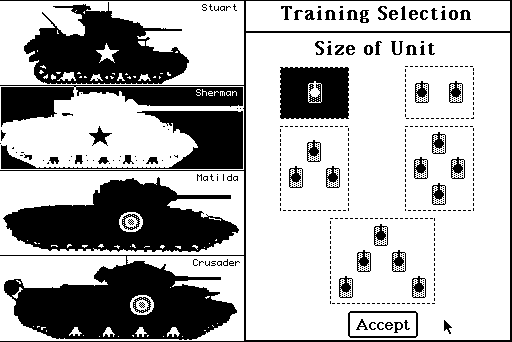 Stuart
Sherman
Matilda
Crusader
Training Selection
Size of Unit
Accept